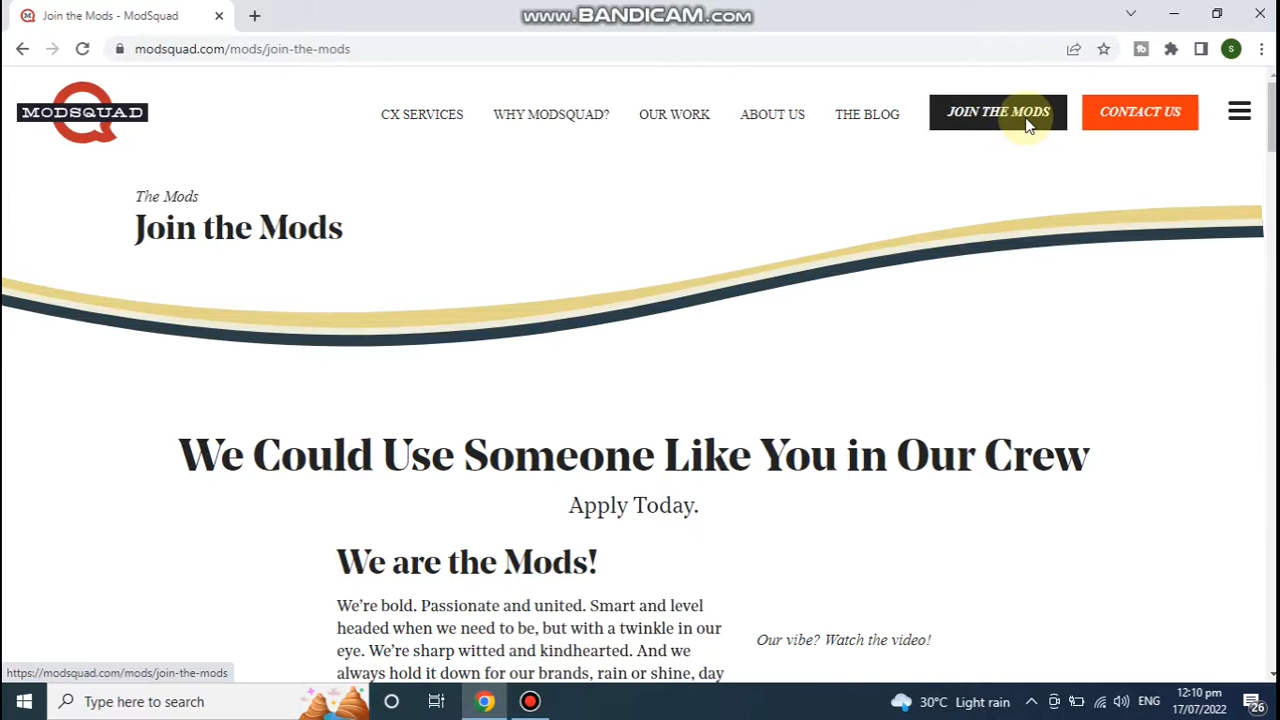 Join the Mods - ModSquad
www.BANDICAM.com
modsquad.com/mods/join-the-mods
S
MODSQUAD
CX SERVICES
WHY MODSQUAD?
OUR WORK
ABOUT US
THE BLOG
JOIN THE MODS
CONTACT US
The Mods
Join the Mods
We Could Use Someone Like You in Our Crew
Apply Today.
We are the Mods!
We’re bold. Passionate and united. Smart and level
headed when we need to be, but with a twinkle in our
eye. We’re sharp witted and kindhearted. And we
always hold it down for our brands, rain or shine, day
Our vibe? Watch the video!
https://modsquad.com/mods/join-the-mods
Type here to search
30°C Light rain
ENG
12:10 pm
17/07/2022
26